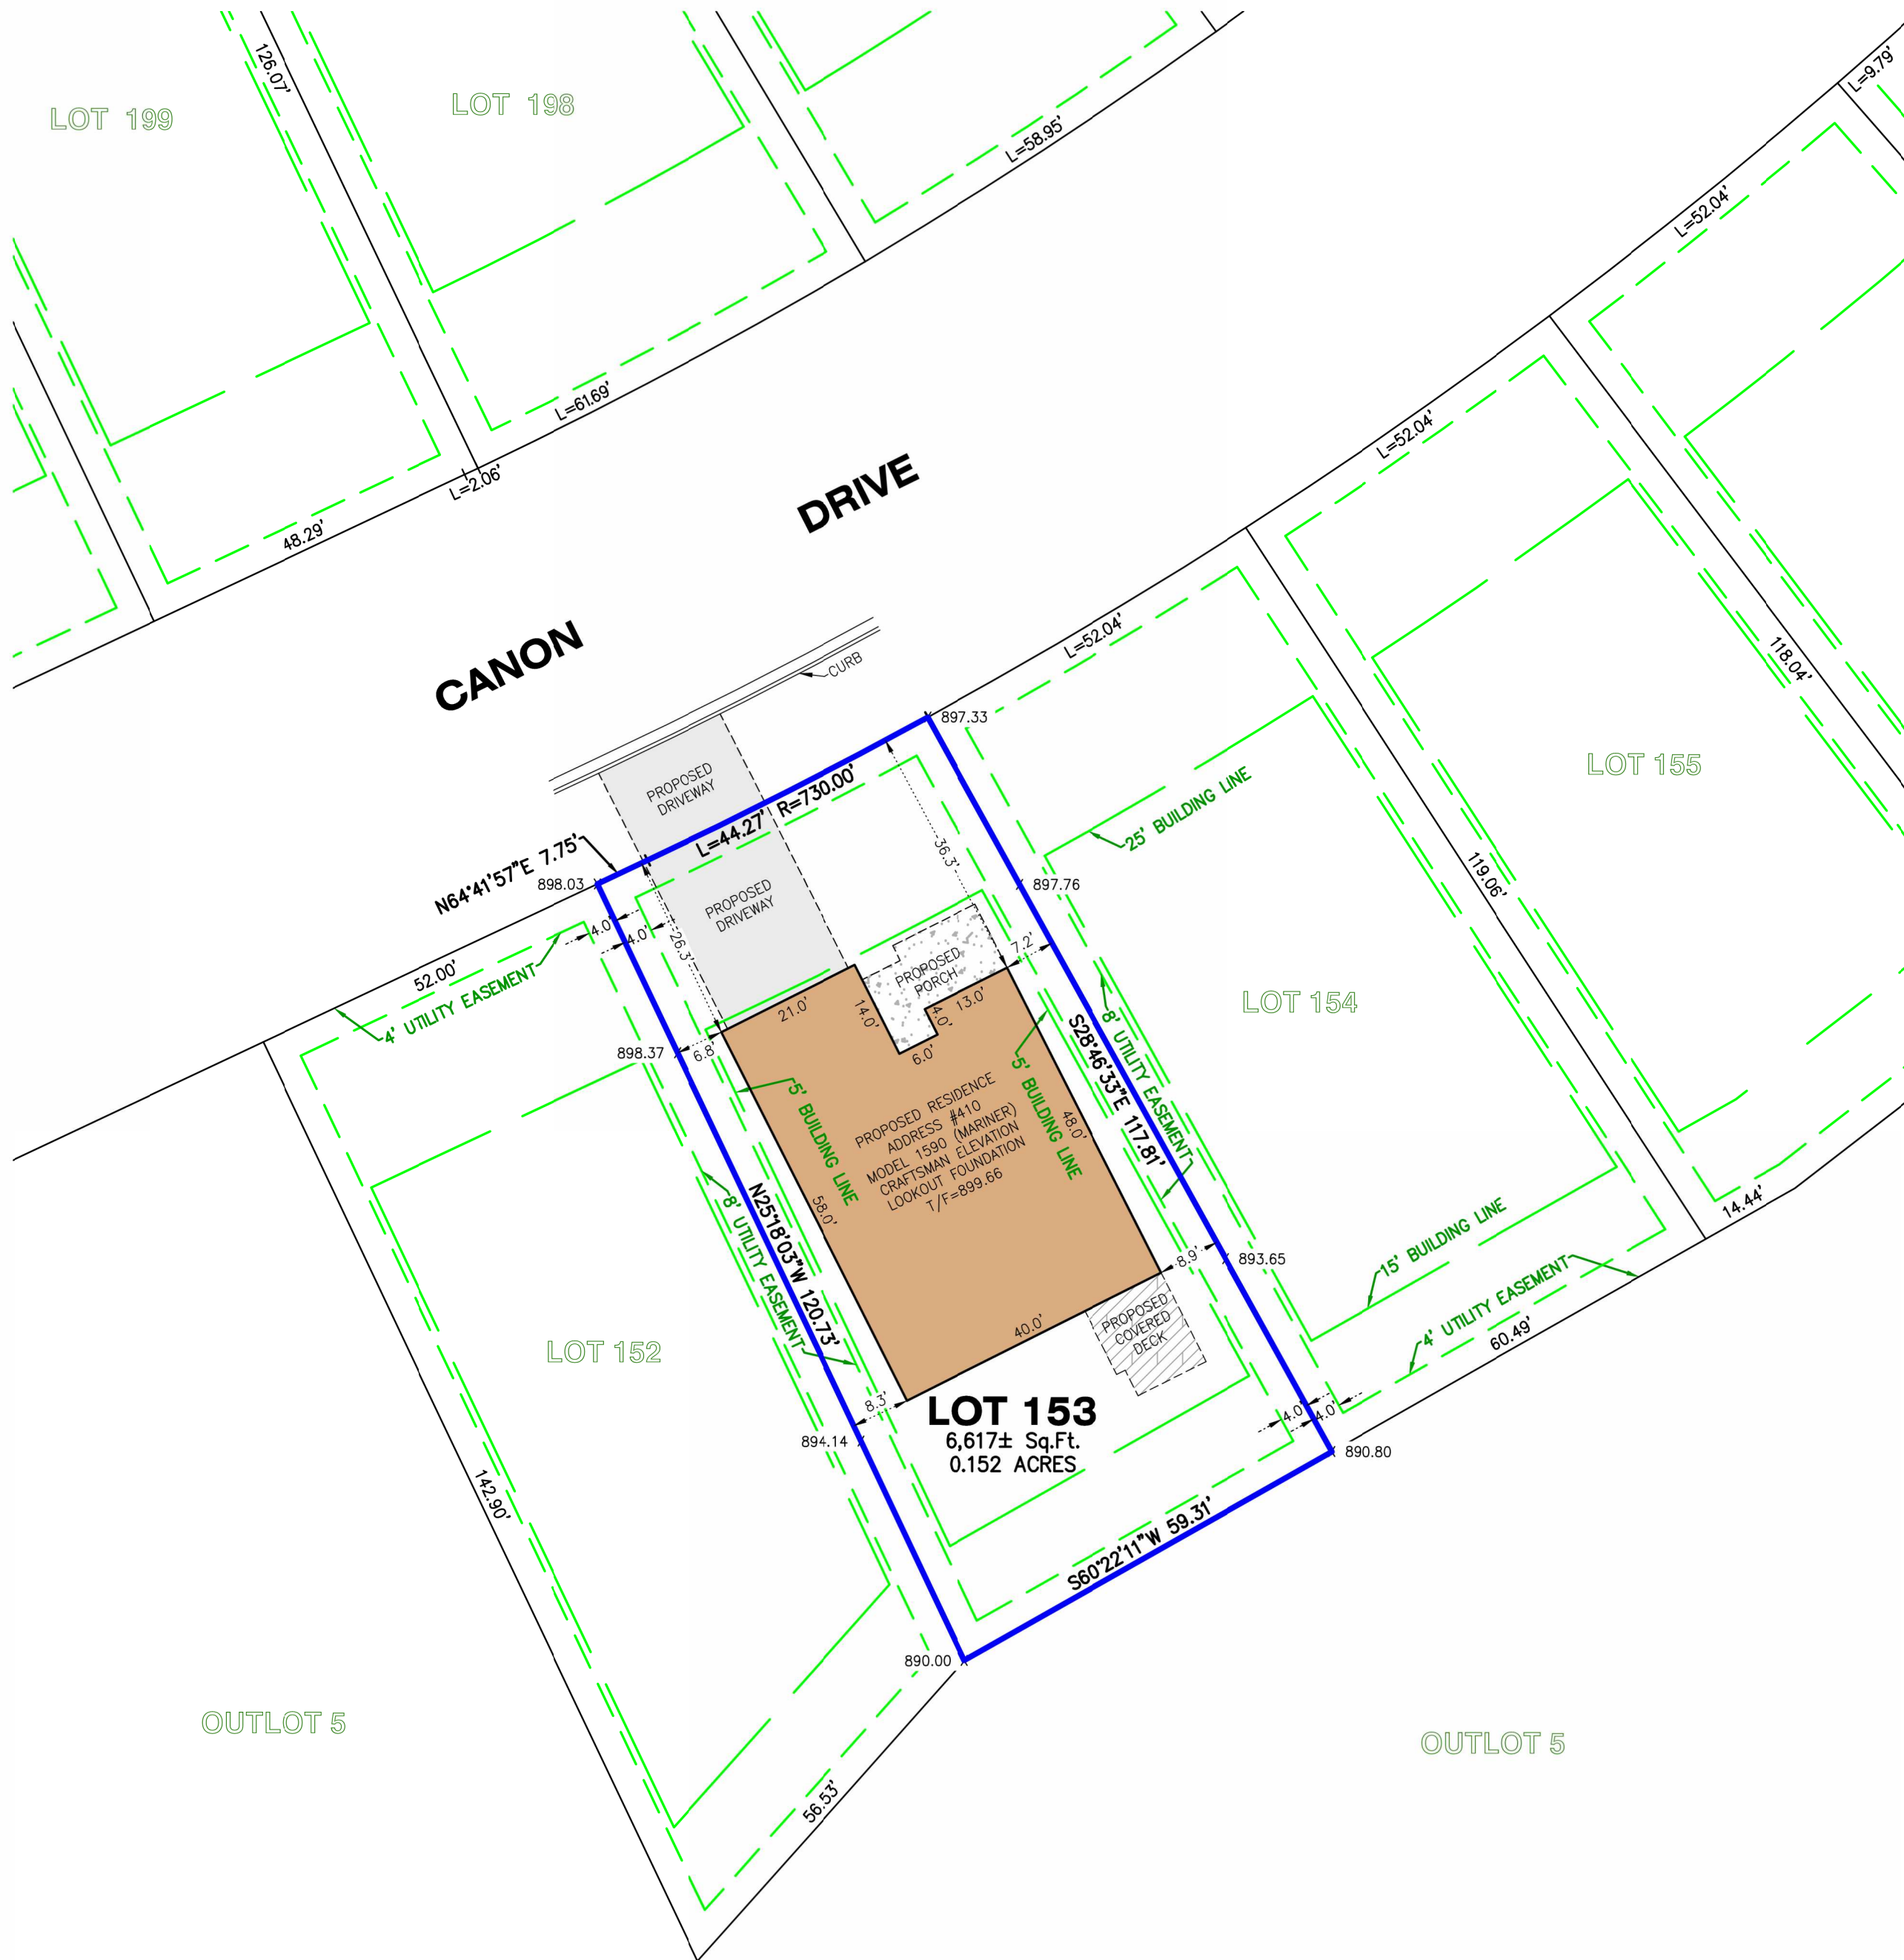 126.07'
LOT 199
LOT 198
L=9.79'
L=58.95'
L=52.04'
L=61.69'
L=52.04'
L=2.06'
48.29'
DRIVE
CANON
CURB
L=52.04'
118.04'
897.33
LOT 155
PROPOSED
DRIVEWAY
L=44.27' R=730.00'
25' BUILDING LINE
N64°41'57"E 7.75'
898.03
36.3'
897.76
119.06'
4.0'
4.0'
PROPOSED
DRIVEWAY
26.3'
52.00'
4' UTILITY EASEMENT
7.2'
PROPOSED
PORCH
21.0'
14.0'
4.0'
13.0'
6.0'
LOT 154
898.37
6.8'
5' BUILDING LINE
5' BUILDING LINE
S28°46'33"E 117.81'
8' UTILITY EASEMENT
48.0'
PROPOSED RESIDENCE
ADDRESS #410
MODEL 1590 (MARINER)
CRAFTSMAN ELEVATION
LOOKOUT FOUNDATION
T/F=899.66
58.0'
N25°18'03"W 120.73'
8' UTILITY EASEMENT
14.44'
15' BUILDING LINE
8.9'
893.65
4' UTILITY EASEMENT
60.49'
40.0'
PROPOSED
COVERED
DECK
LOT 152
8.3'
LOT 153
6,617± Sq.Ft.
0.152 ACRES
894.14
4.0'
4.0'
890.80
142.90'
S60°22'11"W 59.31'
890.00
OUTLOT 5
OUTLOT 5
56.53'